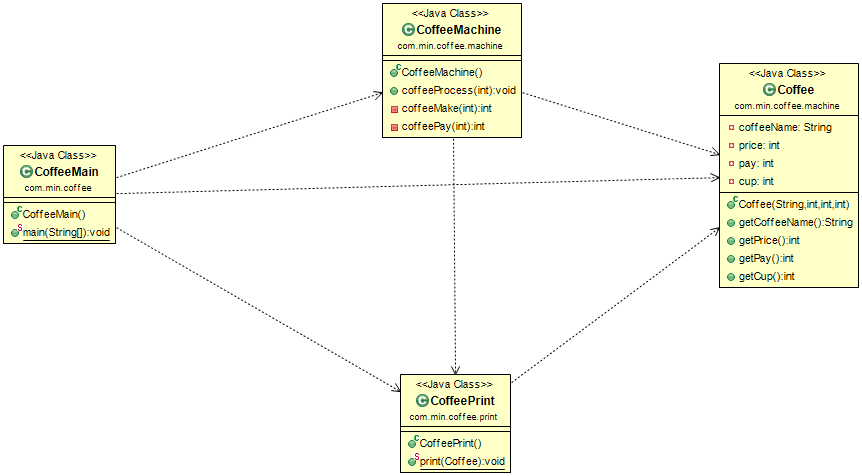 <<Java Class>>
CoffeeMachine
com.min.coffee.machine
CoffeeMachine()
coffeeProcess(int):void
coffeeMake(int):int
coffeePay(int):int
<<Java Class>>
Coffee
com.min.coffee.machine
coffeeName: String
price: int
pay: int
cup: int
Coffee(String,int,int,int)
getCoffeeName():String
getPrice():int
getPay():int
getCup():int
<<Java Class>>
CoffeeMain
com.min.coffee
CoffeeMain()
main(String[]):void
<<Java Class>>
CoffeePrint
com.min.coffee.print
CoffeePrint()
print(Coffee):void